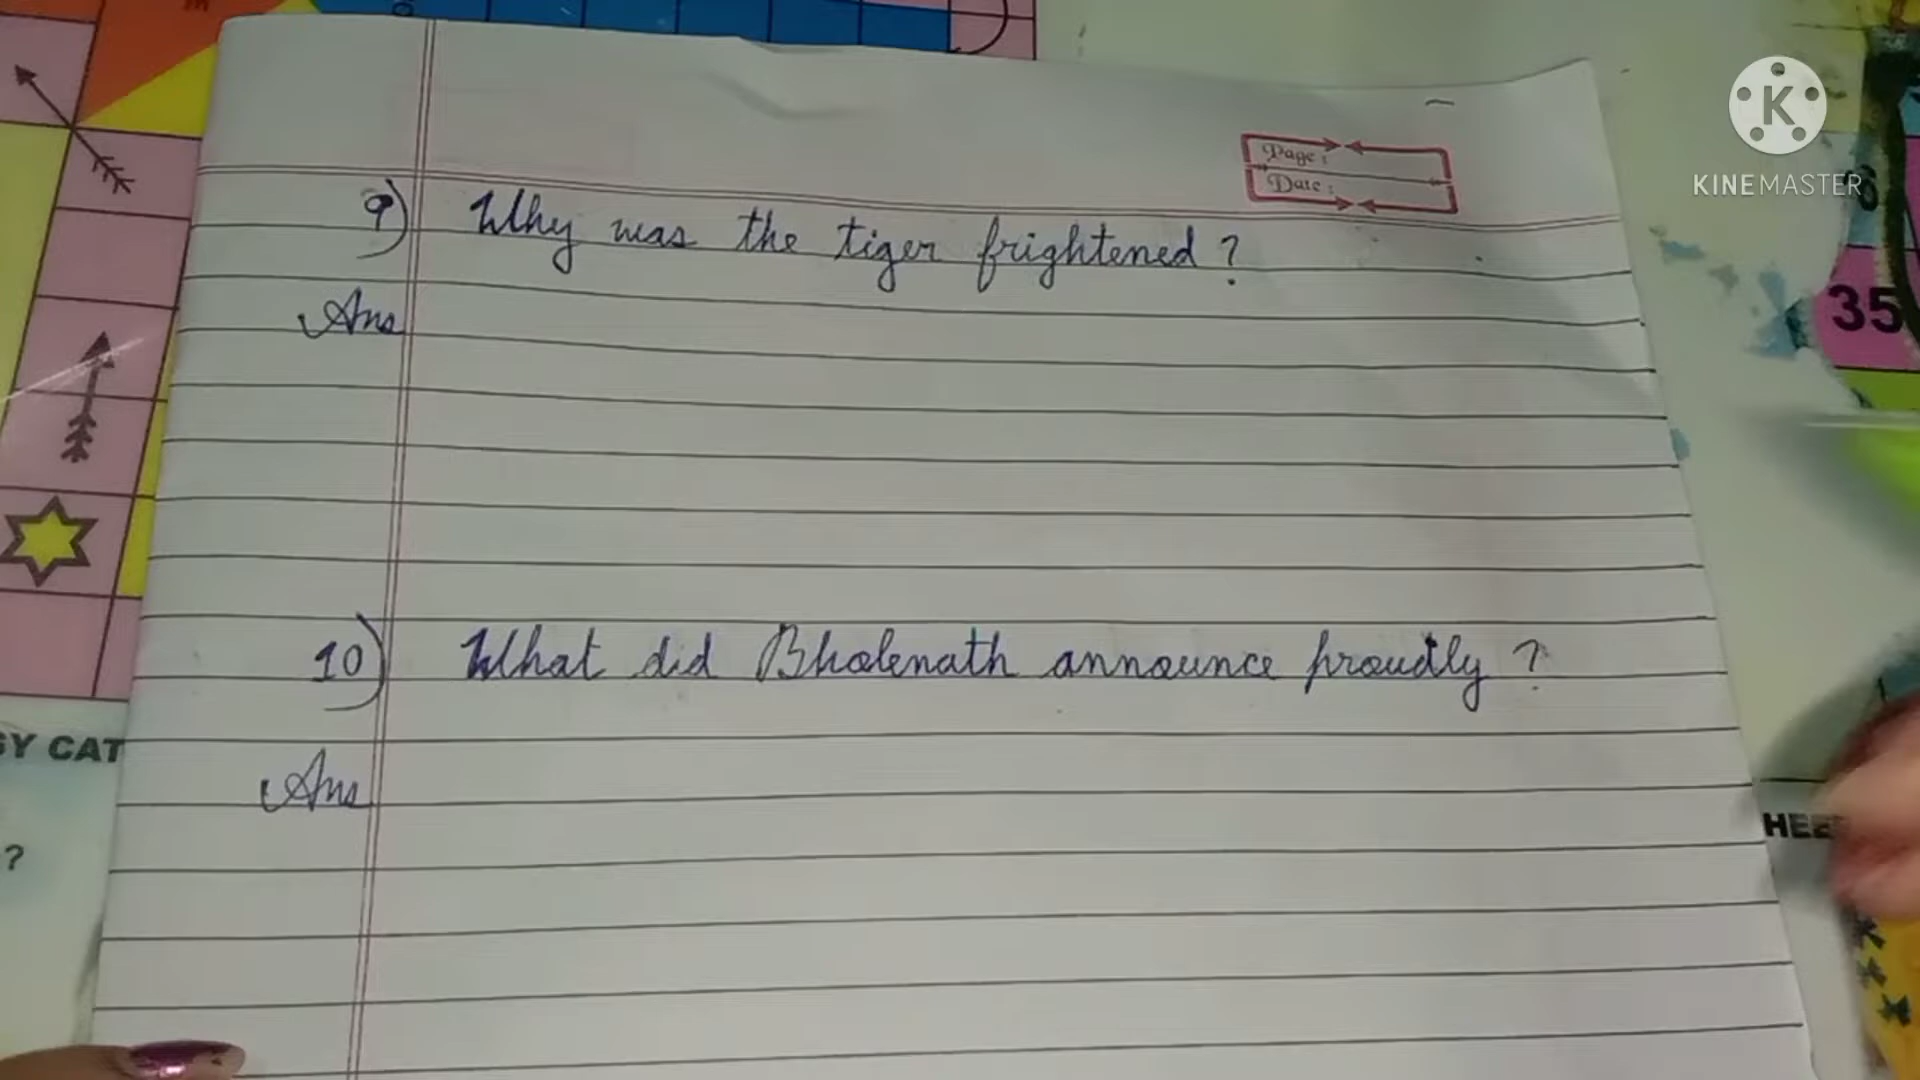 Page :
Date :
K
KINEMASTER
9) Why was the tiger frightened ?
Ans
35
10) What did Bholenath announce proudly ?
CAT
Ans
?